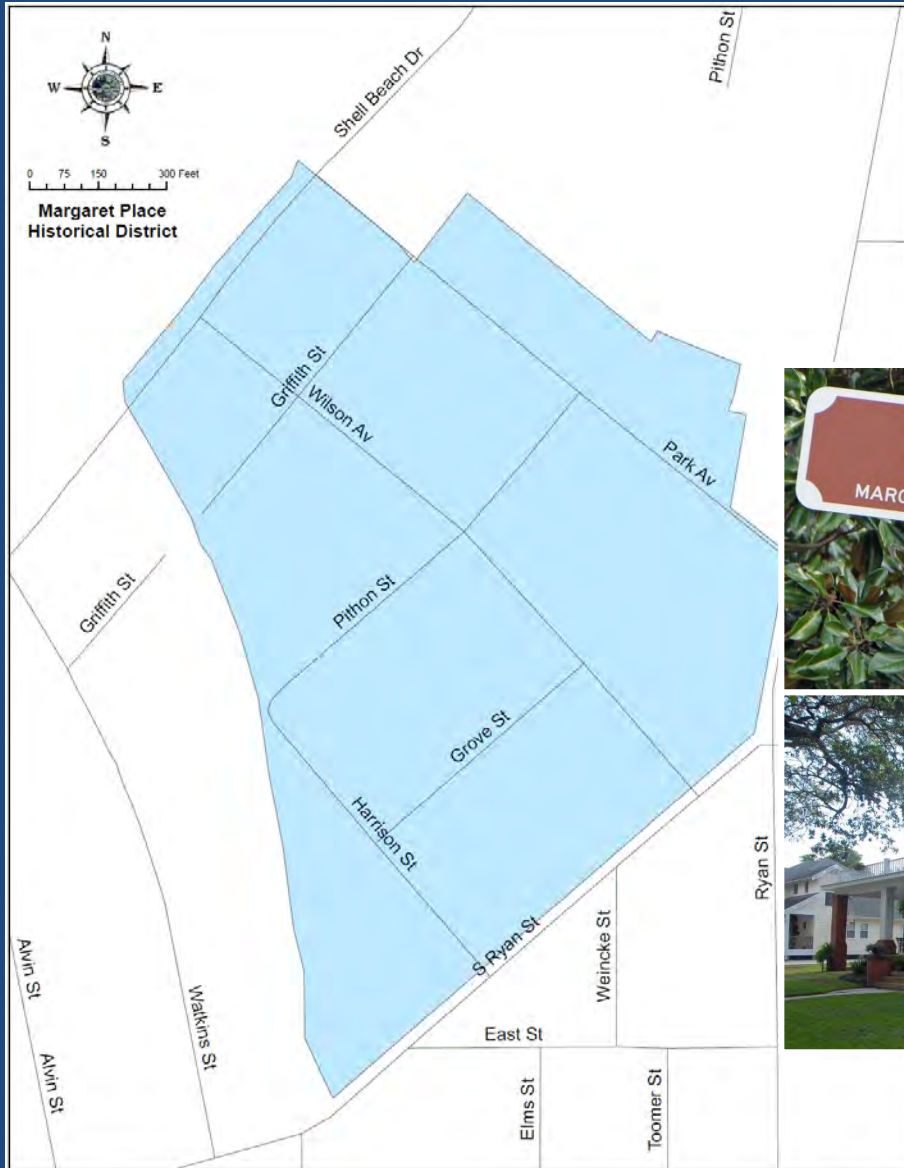 N
W E
S
0 75 150 300 Feet
Margaret Place
Historical District
Shell Beach Dr
Pithon St
Griffith St
Wilson Av
Park Av
Griffith St
Pithon St
Grove St
Harrison St
S Ryan St
Ryan St
Weincke St
East St
Alvin St
Watkins St
Alvin St
Elms St
Toomer St
MARG